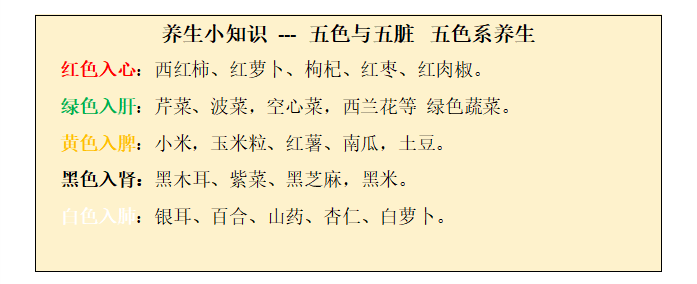 养生小知识 --- 五色与五脏 五色系养生
红色入心：西红柿、红萝卜、枸杞、红枣、红肉椒。
绿色入肝：芹菜、波菜，空心菜，西兰花等 绿色蔬菜。
黄色入脾：小米，玉米粒、红薯、南瓜，土豆。
黑色入肾：黑木耳、紫菜、黑芝麻，黑米。
白色入肺：银耳、百合、山药、杏仁、白萝卜。